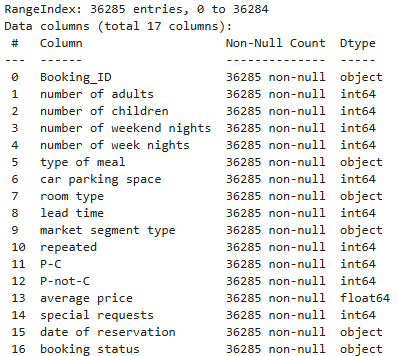 RangeIndex: 36285 entries, 0 to 36284
Data columns (total 17 columns):
 #   Column                    Non-Null Count  Dtype
---  ------                    --------------  -----
 0   Booking_ID                36285 non-null  object
 1   number of adults          36285 non-null  int64
 2   number of children        36285 non-null  int64
 3   number of weekend nights  36285 non-null  int64
 4   number of week nights     36285 non-null  int64
 5   type of meal              36285 non-null  object
 6   car parking space         36285 non-null  int64
 7   room type                 36285 non-null  object
 8   lead time                 36285 non-null  int64
 9   market segment type       36285 non-null  object
 10  repeated                  36285 non-null  int64
 11  P-C                       36285 non-null  int64
 12  P-not-C                   36285 non-null  int64
 13  average price             36285 non-null  float64
 14  special requests          36285 non-null  int64
 15  date of reservation       36285 non-null  object
 16  booking status            36285 non-null  object